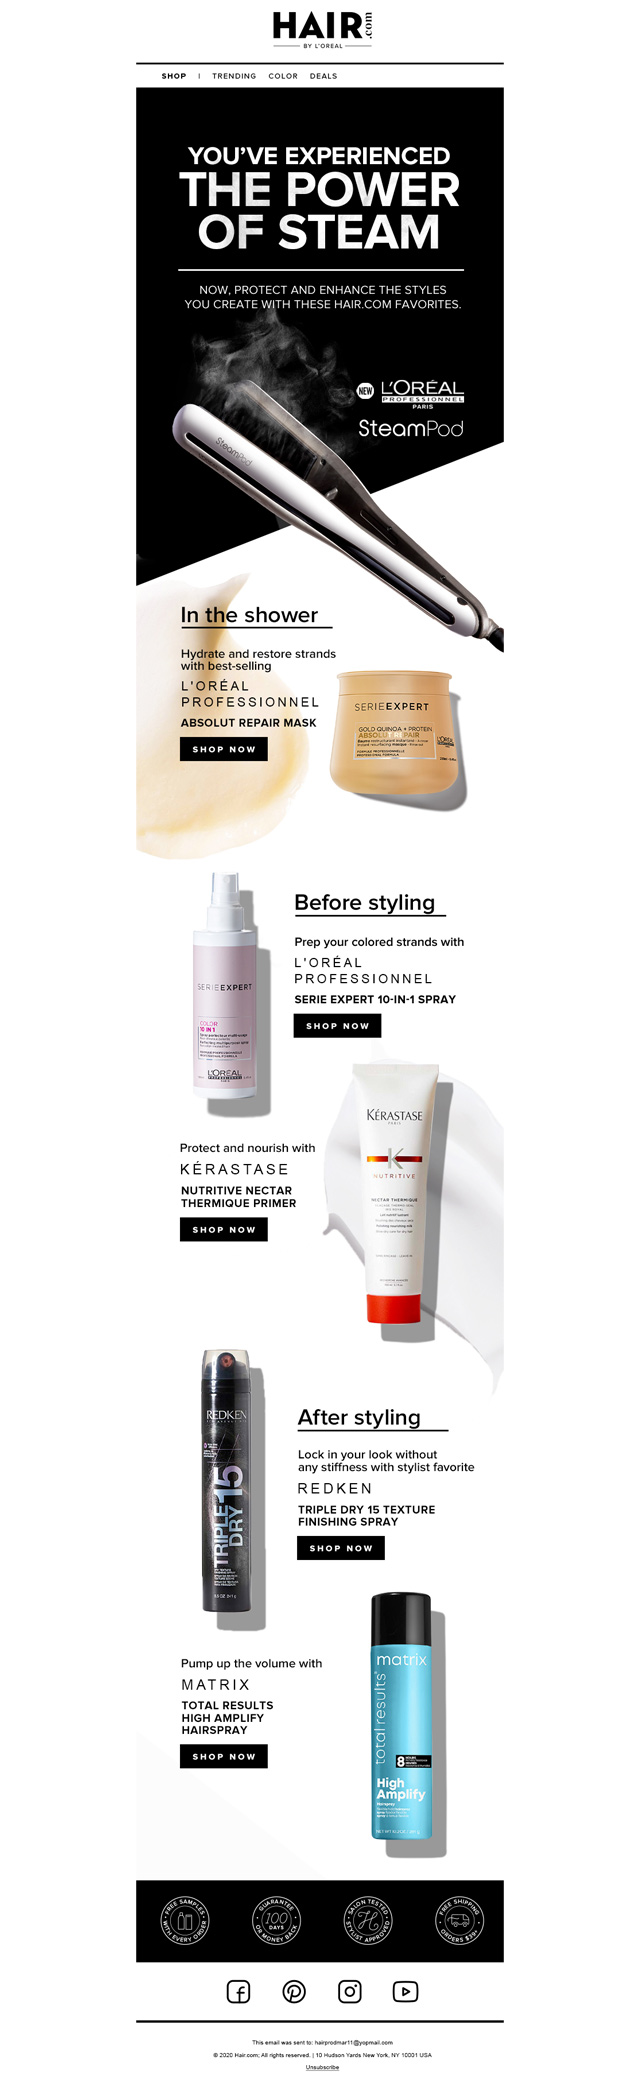 HAIR.com
BY L'ORÉAL
SHOP | TRENDING COLOR DEALS
YOU'VE EXPERIENCED
THE POWER
OF STEAM
NOW, PROTECT AND ENHANCE THE STYLES
YOU CREATE WITH THESE HAIR.COM FAVORITES.
NEW L'ORÉAL
PROFESSIONNEL
PARIS
SteamPod
SteamPod
In the shower
Hydrate and restore strands
with best-selling
L'ORÉAL
PROFESSIONNEL
ABSOLUT REPAIR MASK
SHOP NOW
SERIE EXPERT
GOLD QUINOA + PROTEIN
ABSOLUT REPAIR
Before styling
Prep your colored strands with
L'ORÉAL
PROFESSIONNEL
SERIE EXPERT 10-IN-1 SPRAY
SHOP NOW
SERIE EXPERT
COLOR
10 IN 1
L'ORÉAL
Protect and nourish with
KÉRASTASE
NUTRITIVE NECTAR
THERMIQUE PRIMER
SHOP NOW
KÉRASTASE
PARIS
K
NUTRITIVE
NECTAR THERMIQUE
After styling
Lock in your look without
any stiffness with stylist favorite
REDKEN
TRIPLE DRY 15 TEXTURE
FINISHING SPRAY
SHOP NOW
REDKEN
TRIPLE
DRY 15
Pump up the volume with
MATRIX
TOTAL RESULTS
HIGH AMPLIFY
HAIRSPRAY
SHOP NOW
matrix
total results
8
High
Amplify
Hairspray
FREE SAMPLES
WITH EVERY ORDER
GUARANTEE
100
DAYS
OR MONEY BACK
SALON TESTED
H
STYLIST APPROVED
FREE SHIPPING
ORDERS $39+
This email was sent to: hairprodmar11@yopmail.com
© 2020 Hair.com; All rights reserved. | 10 Hudson Yards New York, NY 10001 USA
Unsubscribe